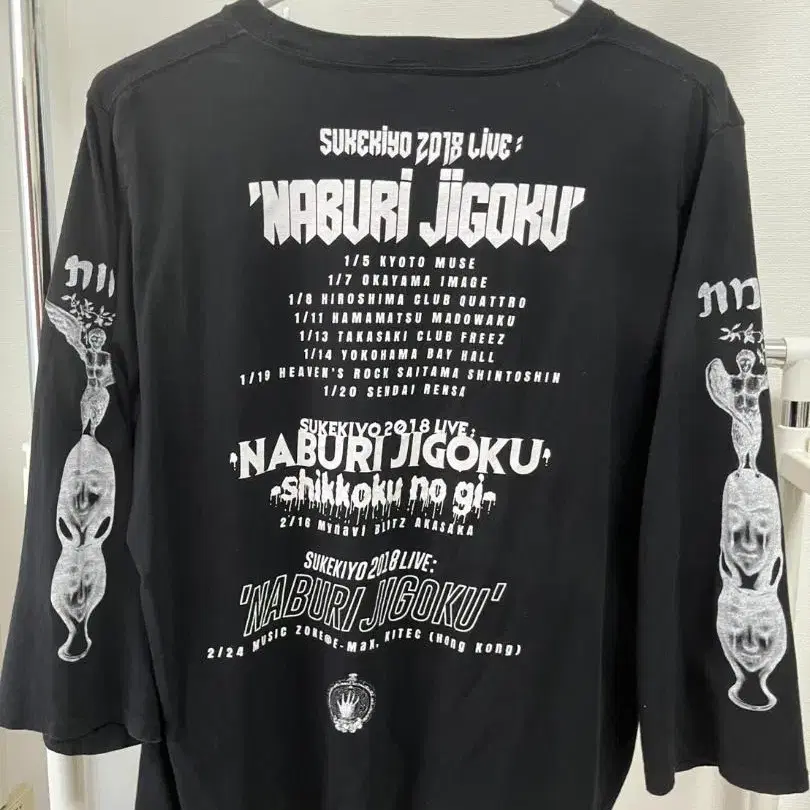 SUKEKIYO 2018 LIVE:
'NABURI JIGOKU'
1/5 KYOTO MUSE
1/7 OKAYAMA IMAGE
1/8 HIROSHIMA CLUB QUATTRO
1/11 HAMAMATSU MADOWAKU
1/13 TAKASAKI CLUB FREEZ
1/14 YOKOHAMA BAY HALL
1/19 HEAVEN'S ROCK SAITAMA SHINTOSHIN
1/20 SENDAI RENSA
SUKEKIYO 2018 LIVE:
NABURI JIGOKU
-shikkoku no gi-
2/16 Mynavi BLITZ AKASAKA
SUKEKIYO 2018 LIVE:
'NABURI JIGOKU'
2/24 MUSIC ZONE@E-MAX, KITEC (Hong Kong)